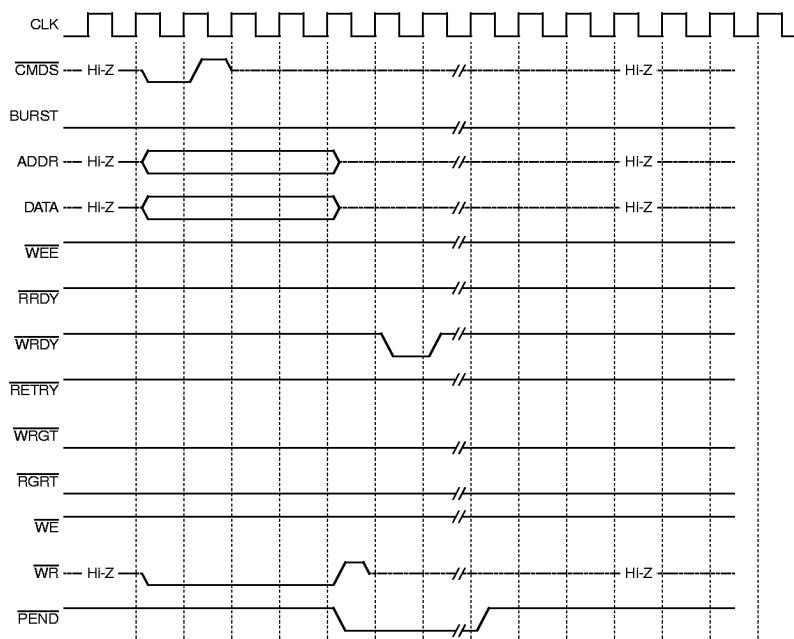 CLK
CMDS Hi-Z Hi-Z
BURST
ADDR Hi-Z Hi-Z
DATA Hi-Z Hi-Z
WEE
RRDY
WRDY
RETRY
WRGT
RGRT
WE
WR Hi-Z Hi-Z
PEND